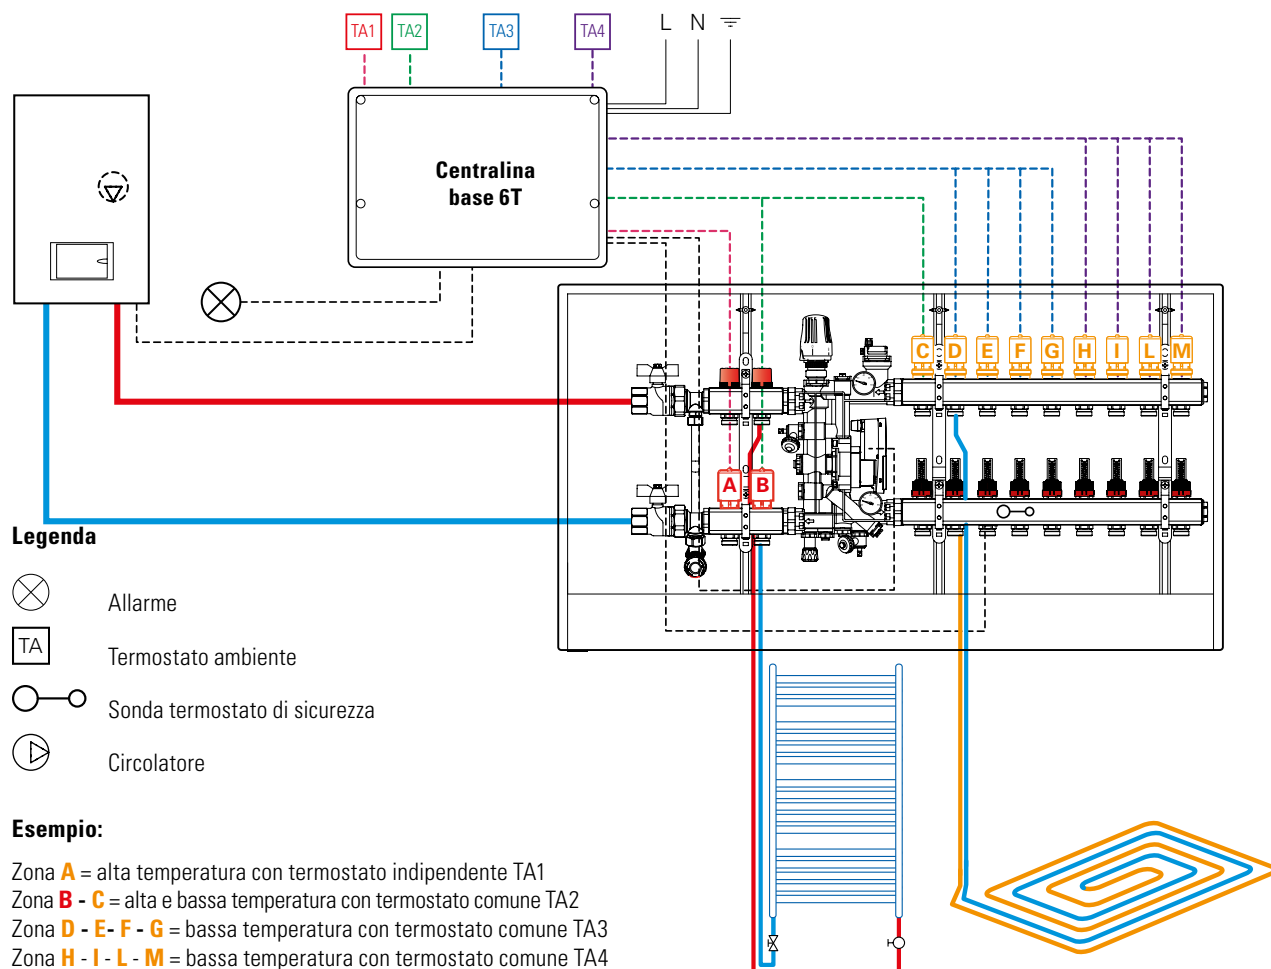 TA1 TA2 TA3 TA4 L N
Centralina
base 6T
C D E F G H I L M
A B
Legenda
Allarme
TA
Termostato ambiente
Sonda termostato di sicurezza
Circolatore
Esempio:
Zona A = alta temperatura con termostato indipendente TA1
Zona B - C = alta e bassa temperatura con termostato comune TA2
Zona D - E- F - G = bassa temperatura con termostato comune TA3
Zona H - I - L - M = bassa temperatura con termostato comune TA4